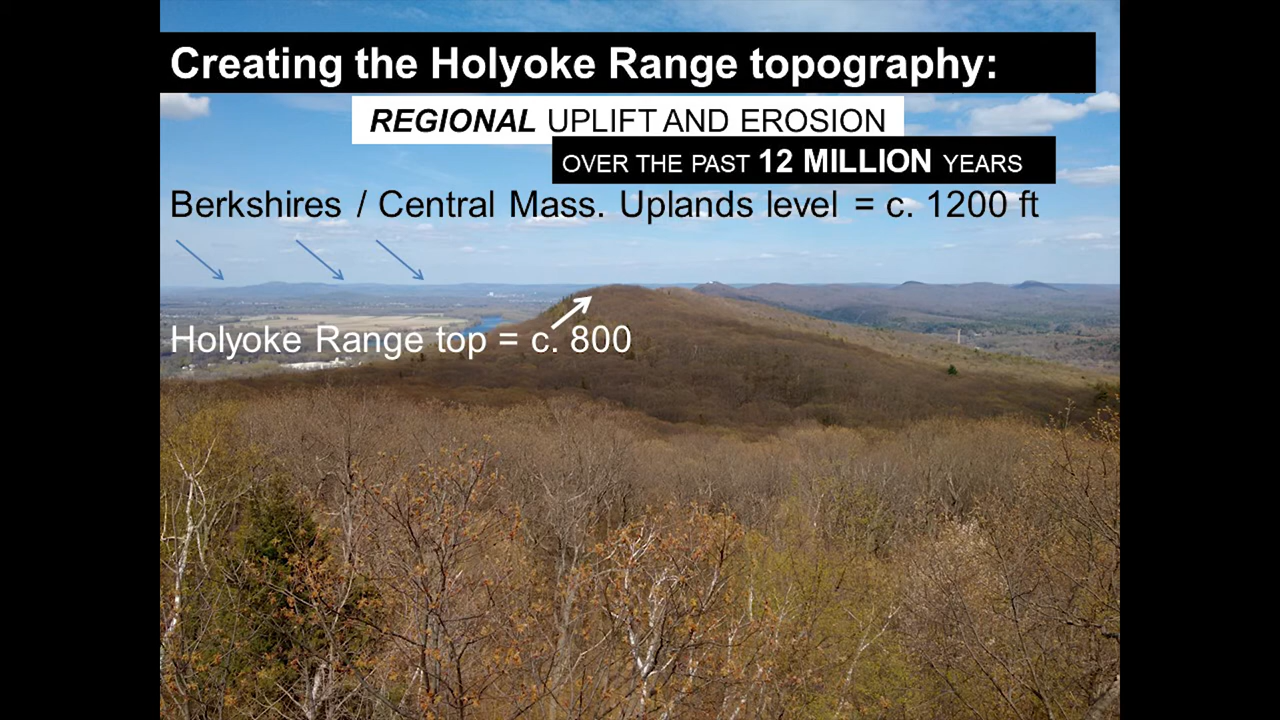 Creating the Holyoke Range topography:
REGIONAL UPLIFT AND EROSION
OVER THE PAST 12 MILLION YEARS
Berkshires / Central Mass. Uplands level = c. 1200 ft
Holyoke Range top = c. 800